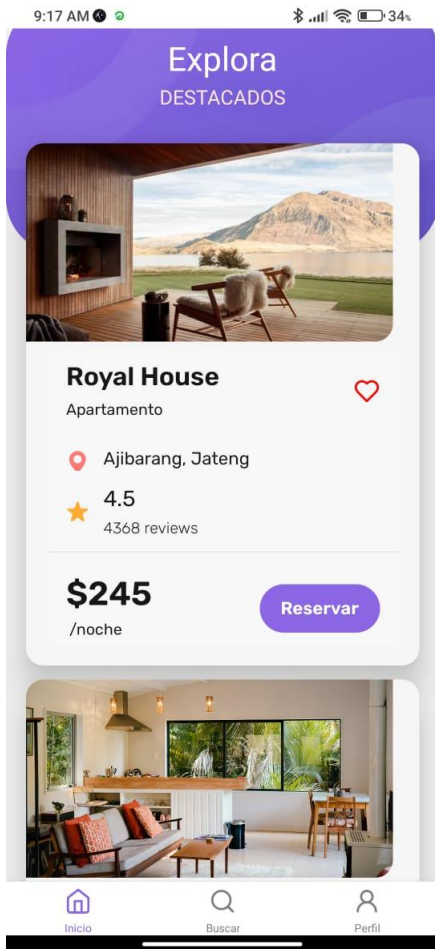 9:17 AM
34%
Explora
DESTACADOS
Royal House
Apartamento
Ajibarang, Jateng
4.5
4368 reviews
$245
/noche
Reservar
Inicio
Buscar
Perfil